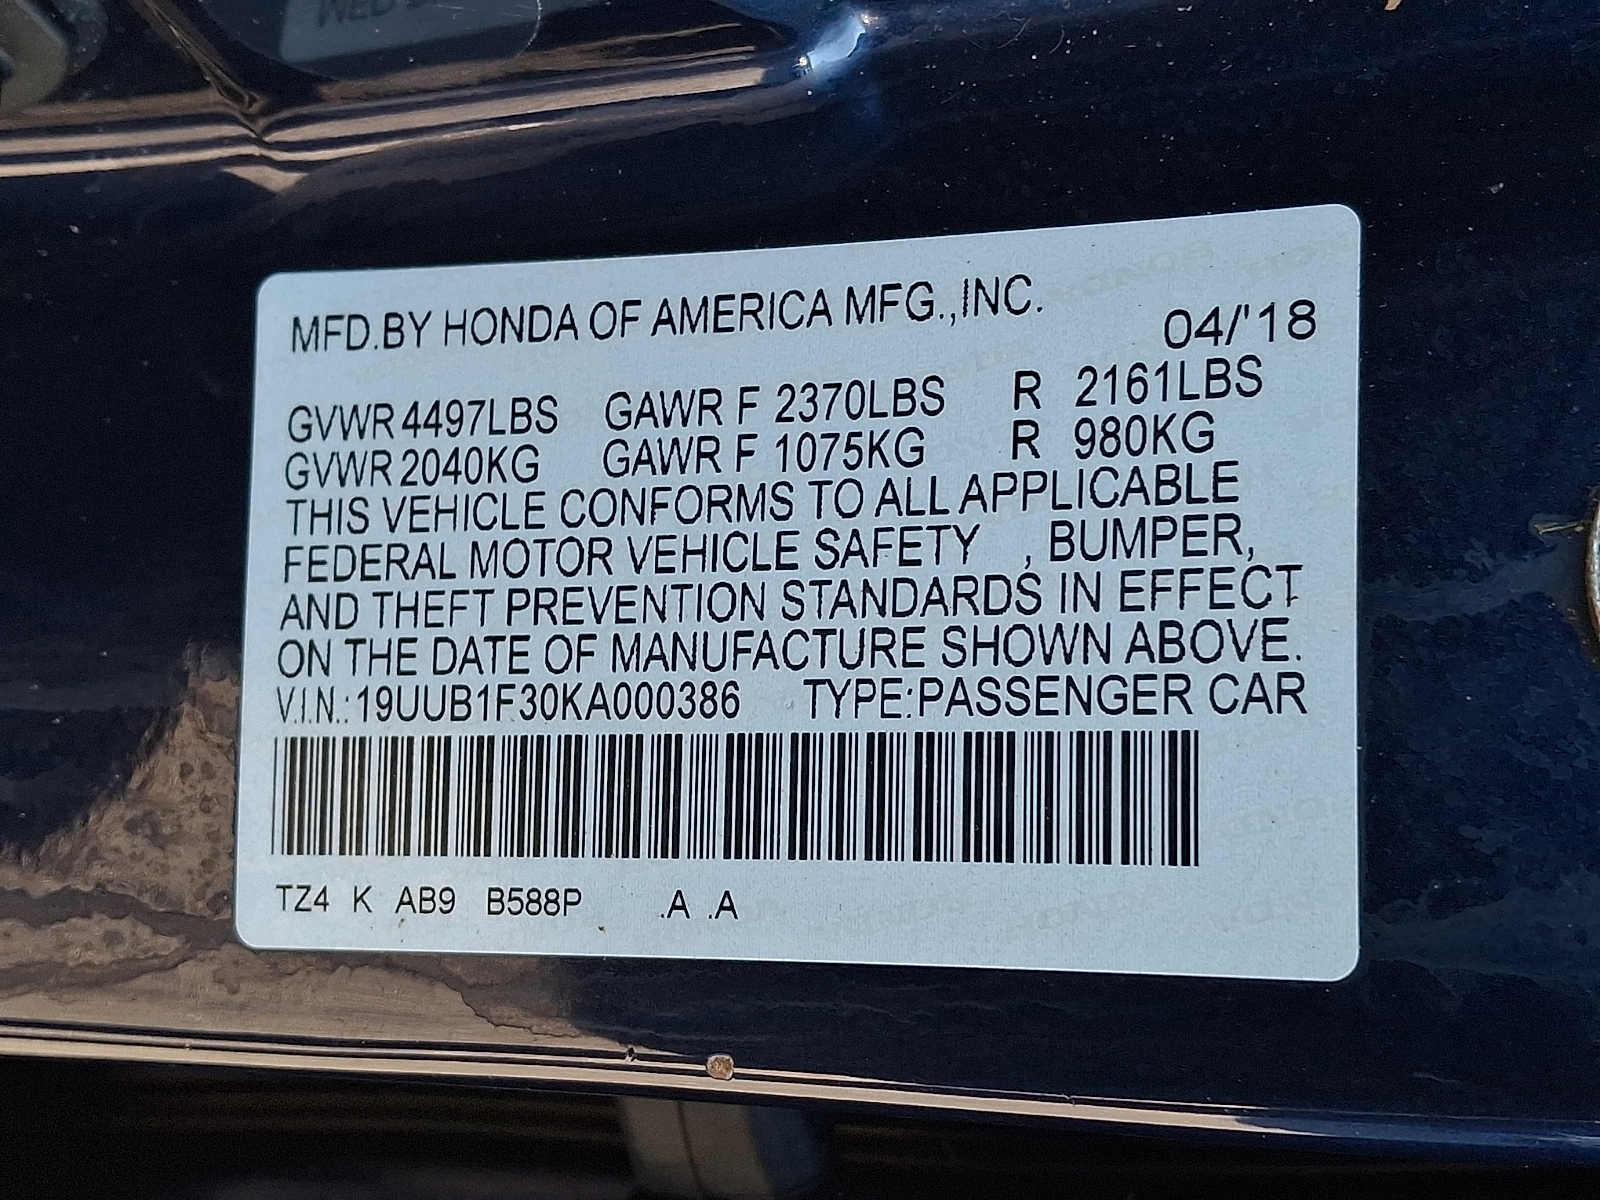 WED
MFD.BY HONDA OF AMERICA MFG.,INC.
04/'18
GVWR 4497LBS GAWR F 2370LBS R 2161LBS
GVWR 2040KG GAWR F 1075KG R 980KG
THIS VEHICLE CONFORMS TO ALL APPLICABLE
FEDERAL MOTOR VEHICLE SAFETY , BUMPER,
AND THEFT PREVENTION STANDARDS IN EFFECT
ON THE DATE OF MANUFACTURE SHOWN ABOVE.
V.I.N.:19UUB1F30KA000386 TYPE:PASSENGER CAR
TZ4 K AB9 B588P .A .A